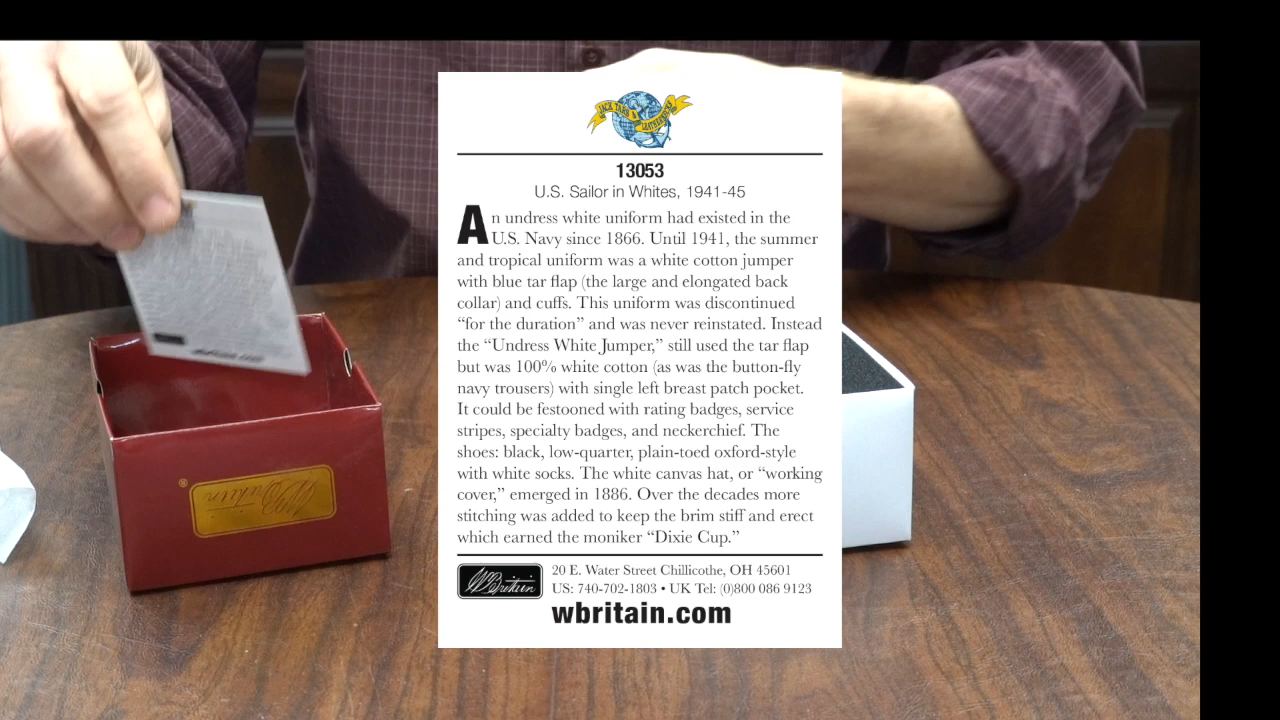 JACK TARS & LEATHERNECKS
13053
U.S. Sailor in Whites, 1941-45
An undress white uniform had existed in the
U.S. Navy since 1866. Until 1941, the summer
and tropical uniform was a white cotton jumper
with blue tar flap (the large and elongated back
collar) and cuffs. This uniform was discontinued
“for the duration” and was never reinstated. Instead
the “Undress White Jumper,” still used the tar flap
but was 100% white cotton (as was the button-fly
navy trousers) with single left breast patch pocket.
It could be festooned with rating badges, service
stripes, specialty badges, and neckerchief. The
shoes: black, low-quarter, plain-toed oxford-style
with white socks. The white canvas hat, or “working
cover,” emerged in 1886. Over the decades more
stitching was added to keep the brim stiff and erect
which earned the moniker “Dixie Cup.”
WBritain
20 E. Water Street Chillicothe, OH 45601
US: 740-702-1803 • UK Tel: (0)800 086 9123
wbritain.com
WBritain ®